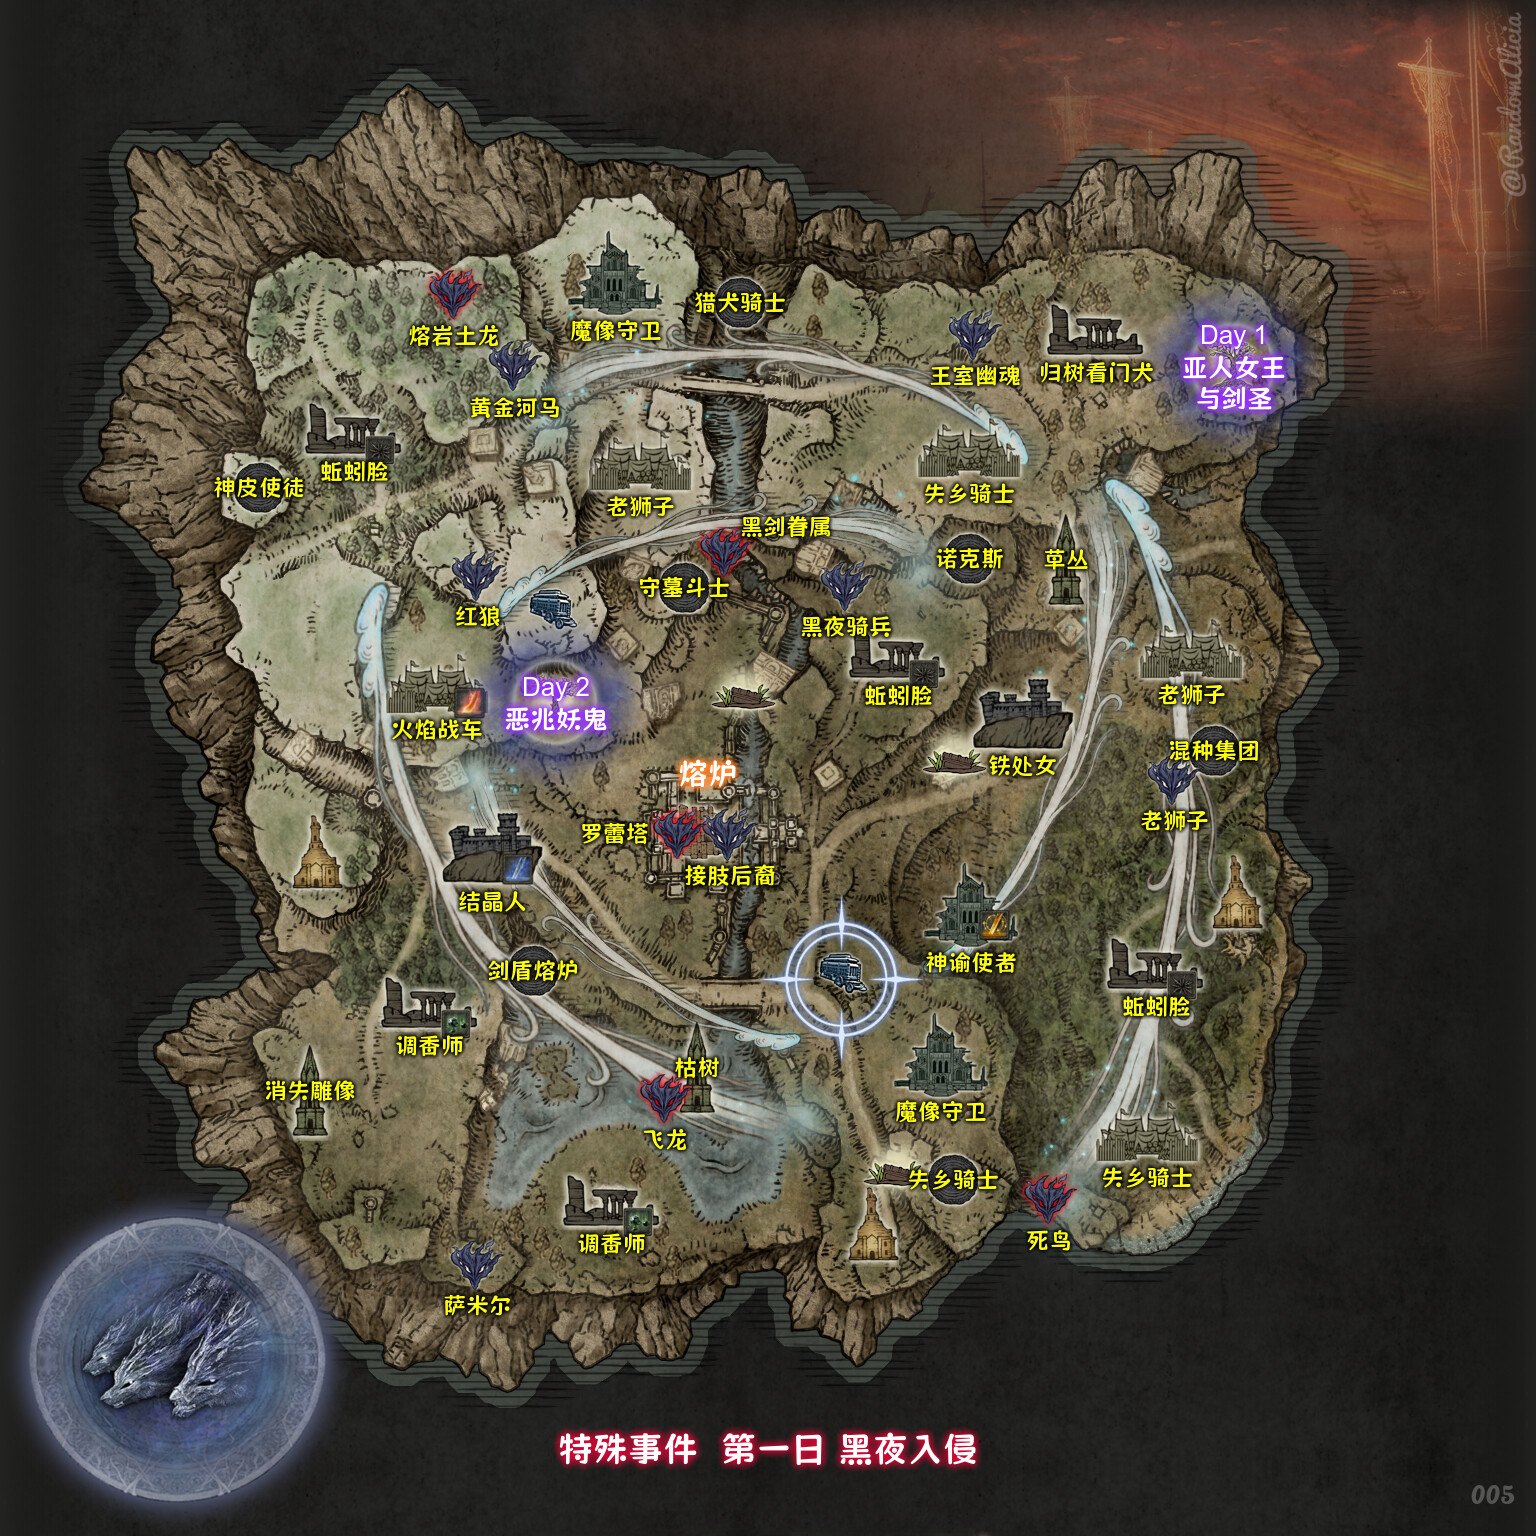 @RandomAlicia
猎犬骑士
熔岩土龙
魔像守卫
Day 1
亚人女王
与剑圣
王室幽魂
归树看门犬
黄金河马
蚯蚓脸
神皮使徒
老狮子
失乡骑士
黑剑眷属
诺克斯
草丛
守墓斗士
红狼
黑夜骑兵
Day 2
恶兆妖鬼
蚯蚓脸
老狮子
火焰战车
混种集团
铁处女
熔炉
老狮子
罗蕾塔
接肢后裔
结晶人
剑盾熔炉
神谕使者
蚯蚓脸
调香师
枯树
消失雕像
魔像守卫
飞龙
失乡骑士
失乡骑士
死鸟
调香师
萨米尔
特殊事件 第一日 黑夜入侵
005